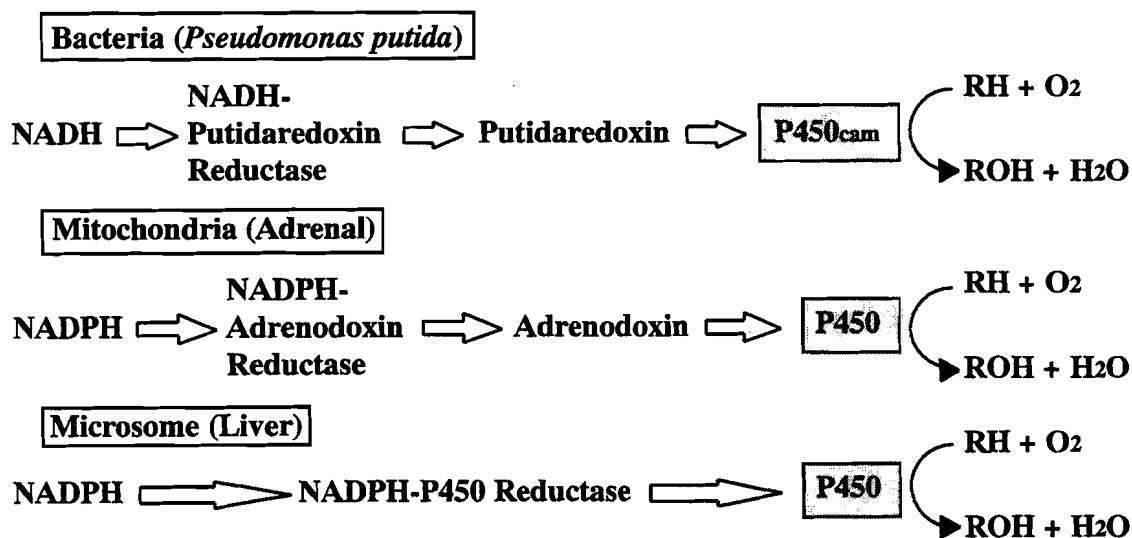 Bacteria (Pseudomonas putida)
NADH
NADH-
Putidaredoxin
Reductase
Putidaredoxin
P450cam
RH + O2
ROH + H2O
Mitochondria (Adrenal)
NADPH
NADPH-
Adrenodoxin
Reductase
Adrenodoxin
P450
RH + O2
ROH + H2O
Microsome (Liver)
NADPH
NADPH-P450 Reductase
P450
RH + O2
ROH + H2O